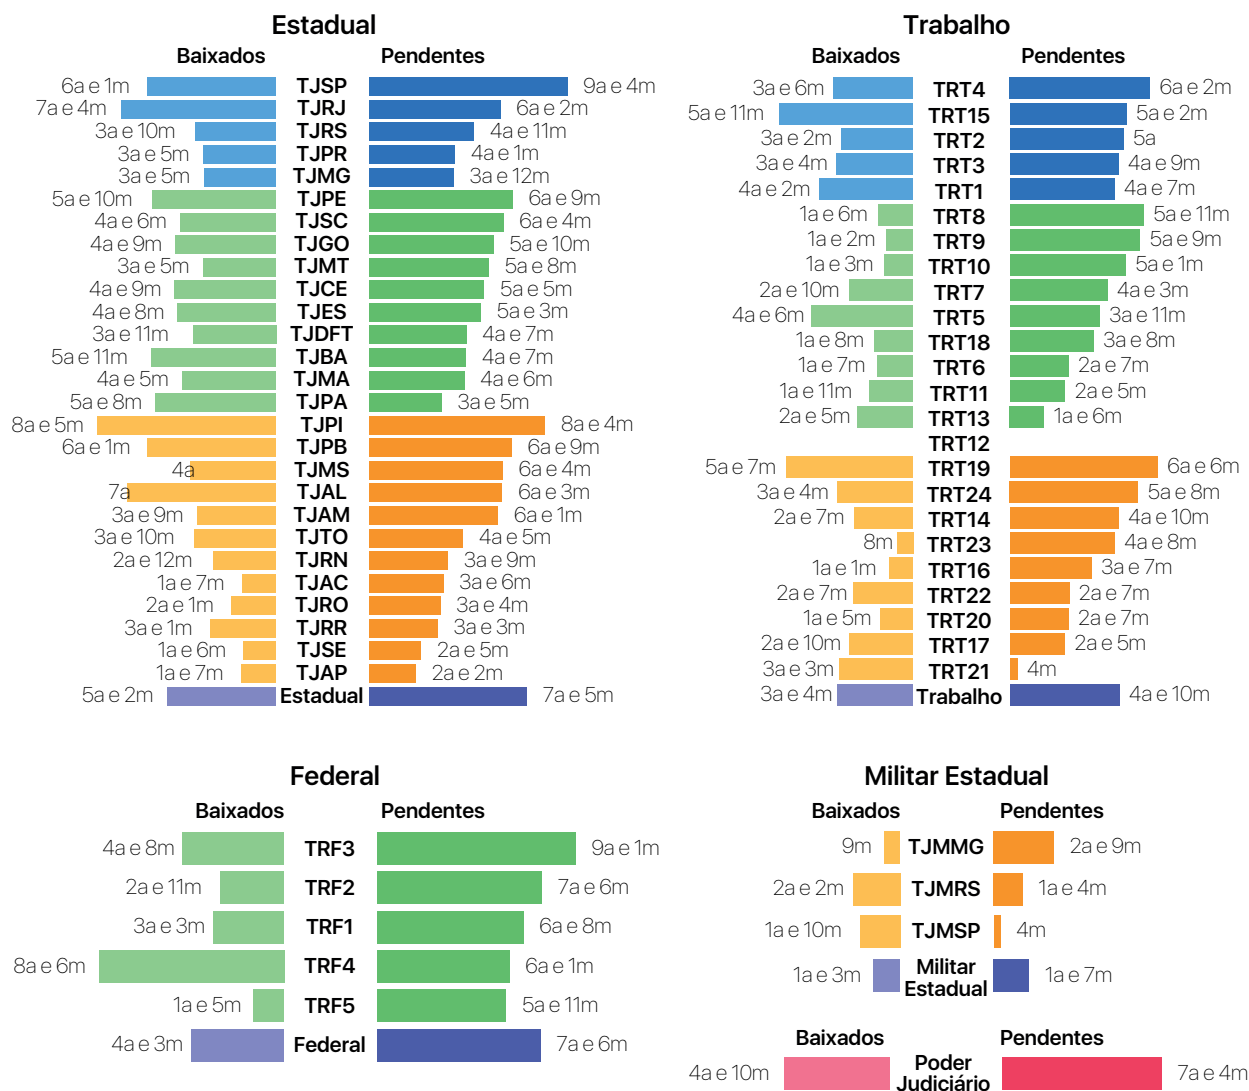 Estadual
Baixados Pendentes
6a e 1m TJSP 9a e 4m
7a e 4m TJRJ 6a e 2m
3a e 10m TJRS 4a e 11m
3a e 5m TJPR 4a e 1m
3a e 5m TJMG 3a e 12m
5a e 10m TJPE 6a e 9m
4a e 6m TJSC 6a e 4m
4a e 9m TJGO 5a e 10m
3a e 5m TJMT 5a e 8m
4a e 9m TJCE 5a e 5m
4a e 8m TJES 5a e 3m
3a e 11m TJDFT 4a e 7m
5a e 11m TJBA 4a e 7m
4a e 5m TJMA 4a e 6m
5a e 8m TJPA 3a e 5m
8a e 5m TJPI 8a e 4m
6a e 1m TJPB 6a e 9m
4a TJMS 6a e 4m
7a TJAL 6a e 3m
3a e 9m TJAM 6a e 1m
3a e 10m TJTO 4a e 5m
2a e 12m TJRN 3a e 9m
1a e 7m TJAC 3a e 6m
2a e 1m TJRO 3a e 4m
3a e 1m TJRR 3a e 3m
1a e 6m TJSE 2a e 5m
1a e 7m TJAP 2a e 2m
5a e 2m Estadual 7a e 5m
Trabalho
Baixados Pendentes
3a e 6m TRT4 6a e 2m
5a e 11m TRT15 5a e 2m
3a e 2m TRT2 5a
3a e 4m TRT3 4a e 9m
4a e 2m TRT1 4a e 7m
1a e 6m TRT8 5a e 11m
1a e 2m TRT9 5a e 9m
1a e 3m TRT10 5a e 1m
2a e 10m TRT7 4a e 3m
4a e 6m TRT5 3a e 11m
1a e 8m TRT18 3a e 8m
1a e 7m TRT6 2a e 7m
1a e 11m TRT11 2a e 5m
2a e 5m TRT13 1a e 6m
TRT12
5a e 7m TRT19 6a e 6m
3a e 4m TRT24 5a e 8m
2a e 7m TRT14 4a e 10m
8m TRT23 4a e 8m
1a e 1m TRT16 3a e 7m
2a e 7m TRT22 2a e 7m
1a e 5m TRT20 2a e 7m
2a e 10m TRT17 2a e 5m
3a e 3m TRT21 4m
3a e 4m Trabalho 4a e 10m
Federal
Baixados Pendentes
4a e 8m TRF3 9a e 1m
2a e 11m TRF2 7a e 6m
3a e 3m TRF1 6a e 8m
8a e 6m TRF4 6a e 1m
1a e 5m TRF5 5a e 11m
4a e 3m Federal 7a e 6m
Militar Estadual
Baixados Pendentes
9m TJMMG 2a e 9m
2a e 2m TJMRS 1a e 4m
1a e 10m TJMSP 4m
1a e 3m Militar 1a e 7m
Estadual
Baixados Pendentes
4a e 10m Poder 7a e 4m
Judiciário